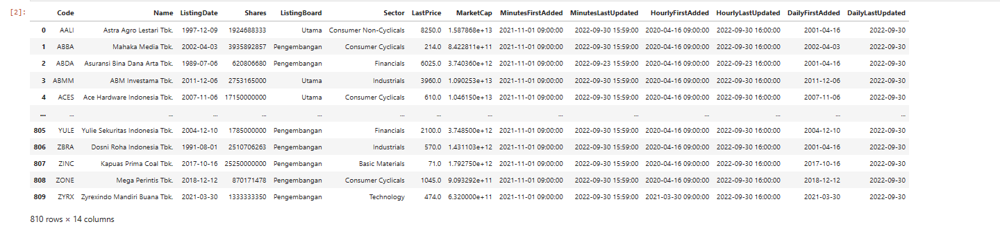 [2]:
Code Name ListingDate Shares ListingBoard Sector LastPrice MarketCap MinutesFirstAdded MinutesLastUpdated HourlyFirstAdded HourlyLastUpdated DailyFirstAdded DailyLastUpdated
0 AALI Astra Agro Lestari Tbk. 1997-12-09 1924688333 Utama Consumer Non-Cyclicals 8250.0 1.587868e+13 2021-11-01 09:00:00 2022-09-30 15:59:00 2020-04-16 09:00:00 2022-09-30 16:00:00 2001-04-16 2022-09-30
1 ABBA Mahaka Media Tbk. 2002-04-03 3935892857 Pengembangan Consumer Cyclicals 214.0 8.422811e+11 2021-11-01 09:00:00 2022-09-30 15:59:00 2020-04-16 09:00:00 2022-09-30 16:00:00 2002-04-03 2022-09-30
2 ABDA Asuransi Bina Dana Arta Tbk. 1989-07-06 620806680 Pengembangan Financials 6025.0 3.740360e+12 2021-11-01 09:00:00 2022-09-23 15:59:00 2020-04-16 09:00:00 2022-09-23 16:00:00 2001-04-16 2022-09-30
3 ABMM ABM Investama Tbk. 2011-12-06 2753165000 Utama Industrials 3960.0 1.090253e+13 2021-11-01 09:00:00 2022-09-30 15:59:00 2020-04-16 09:00:00 2022-09-30 16:00:00 2011-12-06 2022-09-30
4 ACES Ace Hardware Indonesia Tbk. 2007-11-06 17150000000 Utama Consumer Cyclicals 610.0 1.046150e+13 2021-11-01 09:00:00 2022-09-30 15:59:00 2020-04-16 09:00:00 2022-09-30 16:00:00 2007-11-06 2022-09-30
... ... ... ... ... ... ... ... ... ... ... ... ... ... ...
805 YULE Yulie Sekuritas Indonesia Tbk. 2004-12-10 1785000000 Pengembangan Financials 2100.0 3.748500e+12 2021-11-01 09:00:00 2022-09-30 15:59:00 2020-04-16 09:00:00 2022-09-30 16:00:00 2004-12-10 2022-09-30
806 ZBRA Dosni Roha Indonesia Tbk. 1991-08-01 2510706263 Pengembangan Industrials 570.0 1.431103e+12 2021-11-01 09:00:00 2022-09-30 15:59:00 2020-04-16 09:00:00 2022-09-30 16:00:00 2001-04-16 2022-09-30
807 ZINC Kapuas Prima Coal Tbk. 2017-10-16 25250000000 Pengembangan Basic Materials 71.0 1.792750e+12 2021-11-01 09:00:00 2022-09-30 15:59:00 2020-04-16 09:00:00 2022-09-30 16:00:00 2017-10-16 2022-09-30
808 ZONE Mega Perintis Tbk. 2018-12-12 870171478 Pengembangan Consumer Cyclicals 1045.0 9.093292e+11 2021-11-01 09:00:00 2022-09-30 15:59:00 2020-04-16 09:00:00 2022-09-30 16:00:00 2018-12-12 2022-09-30
809 ZYRX Zyrexindo Mandiri Buana Tbk. 2021-03-30 1333333350 Pengembangan Technology 474.0 6.320000e+11 2021-11-01 09:00:00 2022-09-30 15:59:00 2021-03-30 09:00:00 2022-09-30 16:00:00 2021-03-30 2022-09-30
810 rows × 14 columns